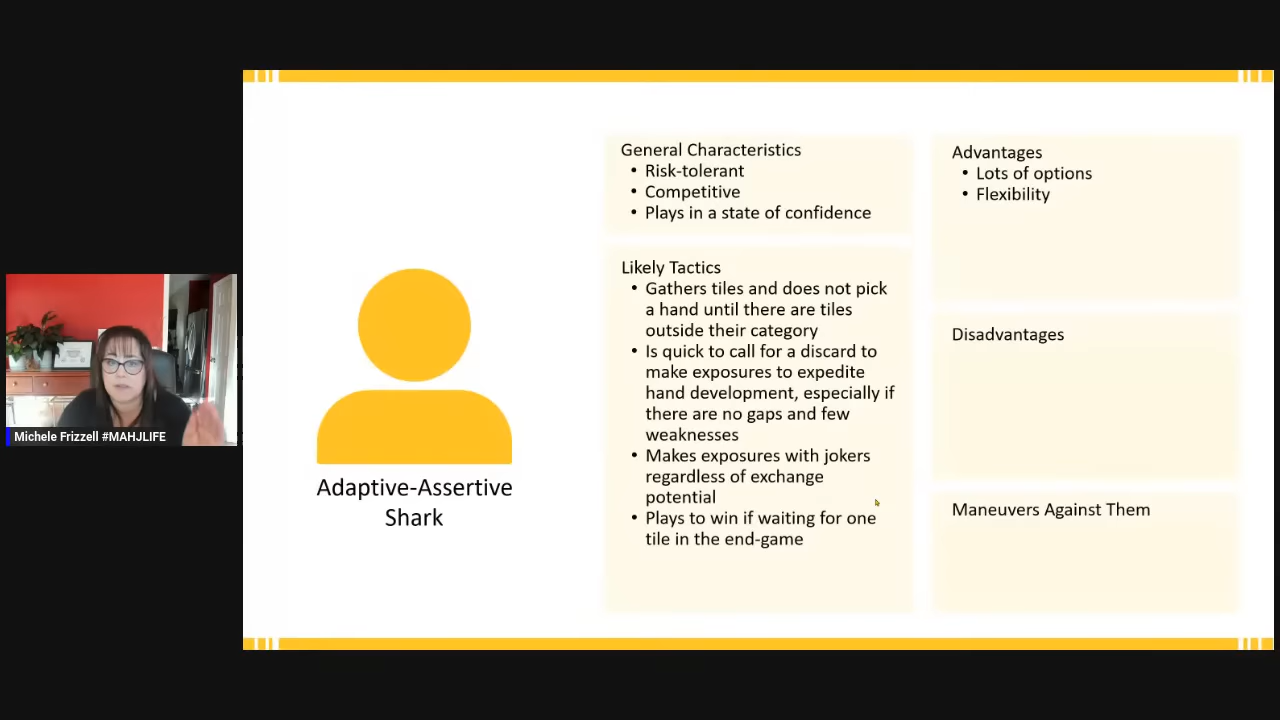 General Characteristics
• Risk-tolerant
• Competitive
• Plays in a state of confidence
Likely Tactics
• Gathers tiles and does not pick
a hand until there are tiles
outside their category
• Is quick to call for a discard to
make exposures to expedite
hand development, especially if
there are no gaps and few
weaknesses
• Makes exposures with jokers
regardless of exchange
potential
• Plays to win if waiting for one
tile in the end-game
Advantages
• Lots of options
• Flexibility
Disadvantages
Maneuvers Against Them
Adaptive-Assertive
Shark
Michele Frizzell #MAHJLIFE